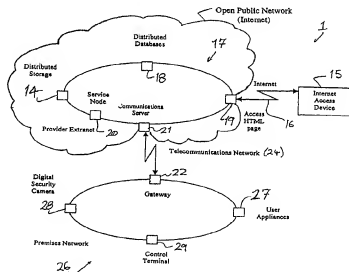 Open Public Network
(Internet)
1
Distributed
Databases
17
Distributed
Storage
14
18
Internet
15
Internet
Access
Device
Service
Node
Communications
Server
49
Access
HTML
page
16
Provider Extranet
20
21
Telecommunications Network (24)
22
Gateway
Digital
Security
Camera
28
27
User
Appliances
Premises Network
29
Control
Terminal
26